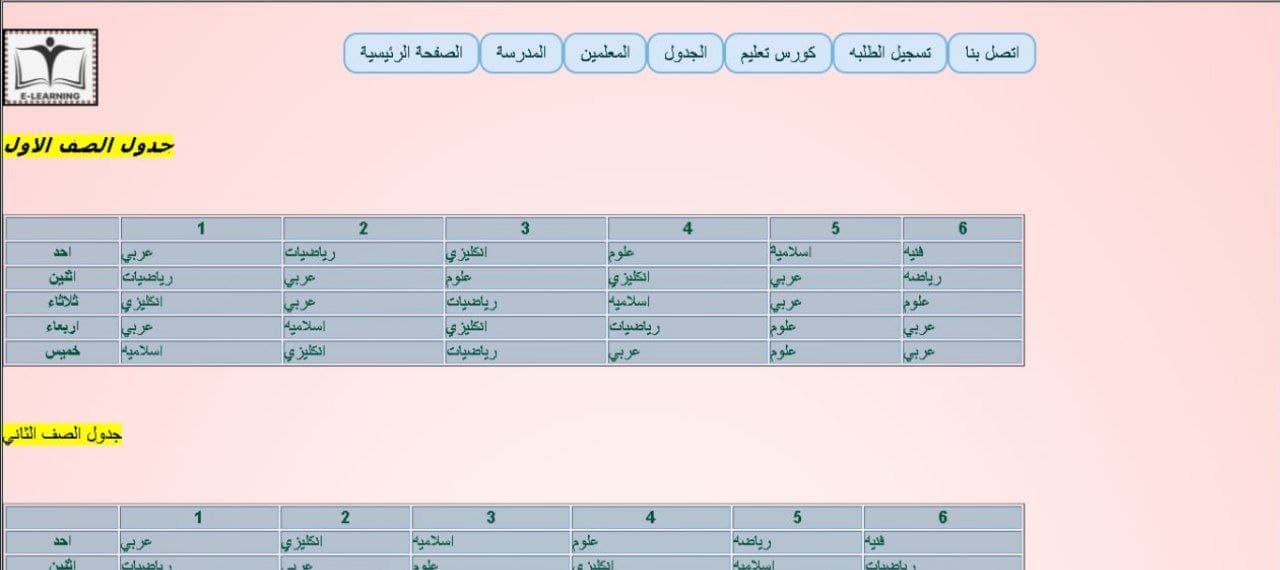 الصفحة الرئيسية المدرسة المعلمين الجدول كورس تعليم تسجيل الطلبه اتصل بنا
E-LEARNING
جدول الصف الاول
1 2 3 4 5 6
احد عربي رياضيات انكليزي علوم اسلامية فنيه
اثنين رياضيات عربي علوم انكليزي عربي رياضه
ثلاثاء انكليزي عربي رياضيات اسلاميه عربي علوم
اربعاء عربي اسلاميه انكليزي رياضيات علوم عربي
خميس اسلاميه انكليزي رياضيات عربي علوم عربي
جدول الصف الثاني
1 2 3 4 5 6
احد عربي انكليزي اسلاميه علوم رياضه فنيه
اثنين رياضيات عربي علوم انكليزي اسلاميه رياضيات